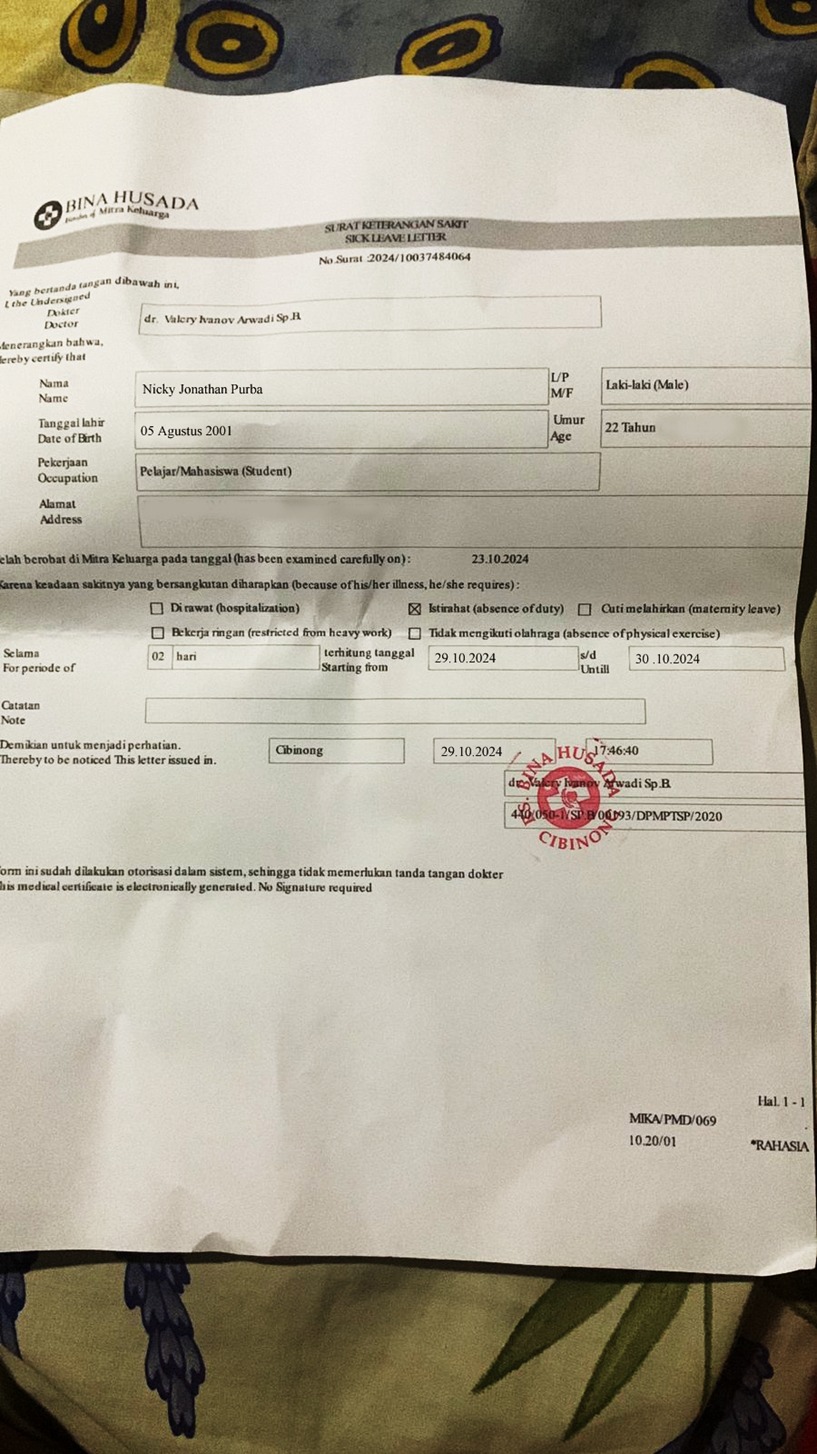 BINA HUSADA
Member of Mitra Keluarga
SURAT KETERANGAN SAKIT
SICK LEAVE LETTER
No.Surat :2024/10037484064
Yang bertanda tangan dibawah ini,
I, the Undersigned
Dokter
Doctor
dr. Valery Ivanov Arwadi Sp.B.
Menerangkan bahwa,
ereby certify that
Nama
Name
Nicky Jonathan Purba
L/P
M/F
Laki-laki (Male)
Tanggal lahir
Date of Birth
05 Agustus 2001
Umur
Age
22 Tahun
Pekerjaan
Occupation
Pelajar/Mahasiswa (Student)
Alamat
Address
elah berobat di Mitra Keluarga pada tanggal (has been examined carefully on) : 23.10.2024
Karena keadaan sakitnya yang bersangkutan diharapkan (because of his/her illness, he/she requires) :
Di rawat (hospitalization) Istirahat (absence of duty) Cuti melahirkan (maternity leave)
Bekerja ringan (restricted from heavy work) Tidak mengikuti olahraga (absence of physical exercise)
Selama
For periode of
02 hari
terhitung tanggal
Starting from
29.10.2024
s/d
Untill
30 .10.2024
Catatan
Note
Demikian untuk menjadi perhatian.
Thereby to be noticed This letter issued in.
Cibinong 29.10.2024 17:46:40
dr. Valery Ivanov Arwadi Sp.B.
440/050-1/SP.B/00193/DPMPTSP/2020
RS. BINA HUSADA
CIBINONG
orm ini sudah dilakukan otorisasi dalam sistem, sehingga tidak memerlukan tanda tangan dokter
his medical certificate is electronically generated. No Signature required
Hal. 1 - 1
MIKA/PMD/069
10.20/01 *RAHASIA